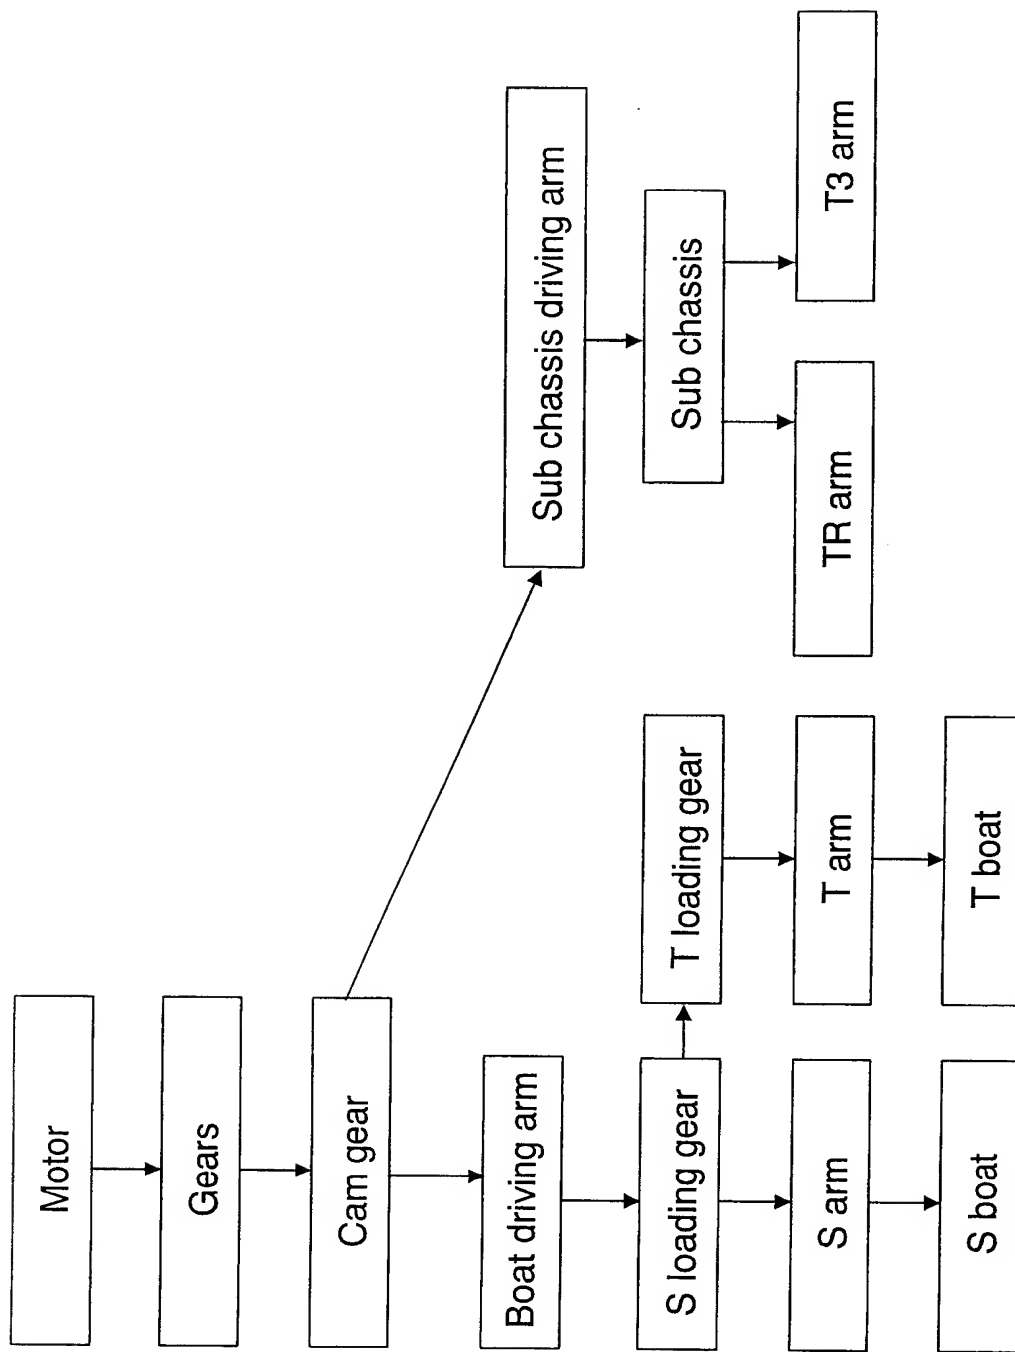 Motor
Gears
Cam gear
Boat driving arm
Sub chassis driving arm
S loading gear
T loading gear
Sub chassis
S arm
T arm
TR arm
T3 arm
S boat
T boat